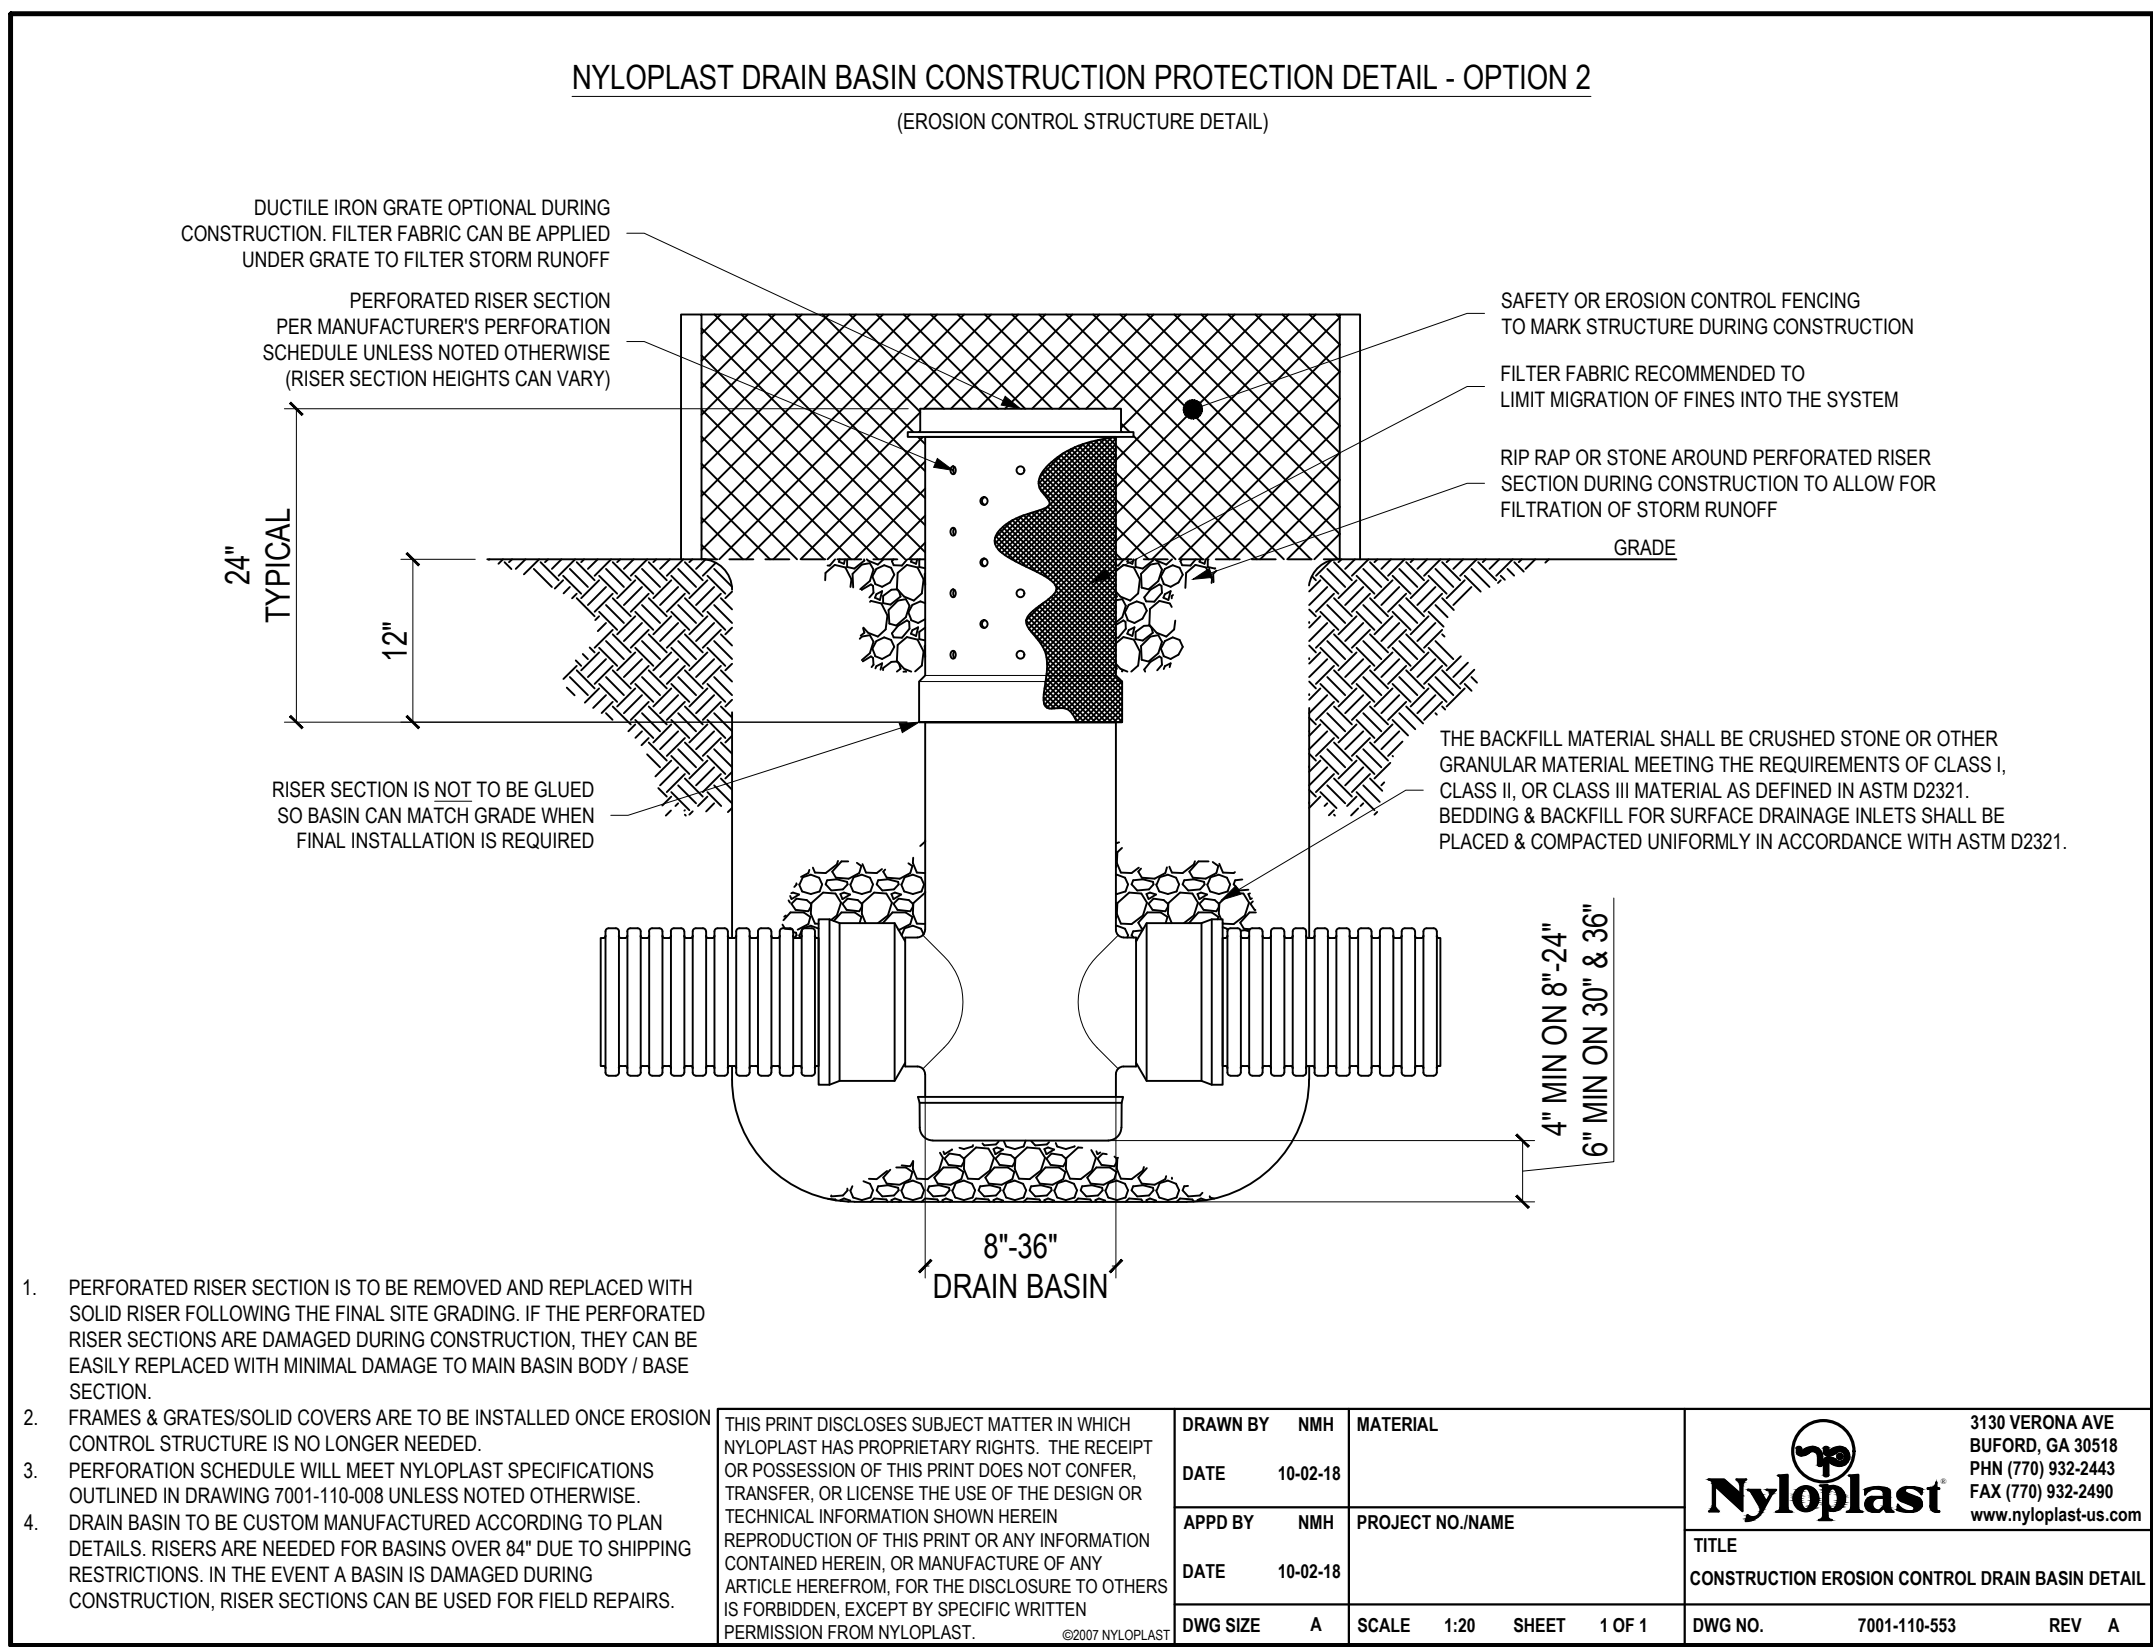 NYLOPLAST DRAIN BASIN CONSTRUCTION PROTECTION DETAIL - OPTION 2
(EROSION CONTROL STRUCTURE DETAIL)
DUCTILE IRON GRATE OPTIONAL DURING
CONSTRUCTION. FILTER FABRIC CAN BE APPLIED
UNDER GRATE TO FILTER STORM RUNOFF
PERFORATED RISER SECTION
PER MANUFACTURER'S PERFORATION
SCHEDULE UNLESS NOTED OTHERWISE
(RISER SECTION HEIGHTS CAN VARY)
SAFETY OR EROSION CONTROL FENCING
TO MARK STRUCTURE DURING CONSTRUCTION
FILTER FABRIC RECOMMENDED TO
LIMIT MIGRATION OF FINES INTO THE SYSTEM
RIP RAP OR STONE AROUND PERFORATED RISER
SECTION DURING CONSTRUCTION TO ALLOW FOR
FILTRATION OF STORM RUNOFF
GRADE
24"
TYPICAL
12"
RISER SECTION IS NOT TO BE GLUED
SO BASIN CAN MATCH GRADE WHEN
FINAL INSTALLATION IS REQUIRED
THE BACKFILL MATERIAL SHALL BE CRUSHED STONE OR OTHER
GRANULAR MATERIAL MEETING THE REQUIREMENTS OF CLASS I,
CLASS II, OR CLASS III MATERIAL AS DEFINED IN ASTM D2321.
BEDDING & BACKFILL FOR SURFACE DRAINAGE INLETS SHALL BE
PLACED & COMPACTED UNIFORMLY IN ACCORDANCE WITH ASTM D2321.
4" MIN ON 8"-24"
6" MIN ON 30" & 36"
8"-36"
DRAIN BASIN
1. PERFORATED RISER SECTION IS TO BE REMOVED AND REPLACED WITH
SOLID RISER FOLLOWING THE FINAL SITE GRADING. IF THE PERFORATED
RISER SECTIONS ARE DAMAGED DURING CONSTRUCTION, THEY CAN BE
EASILY REPLACED WITH MINIMAL DAMAGE TO MAIN BASIN BODY / BASE
SECTION.
2. FRAMES & GRATES/SOLID COVERS ARE TO BE INSTALLED ONCE EROSION
CONTROL STRUCTURE IS NO LONGER NEEDED.
3. PERFORATION SCHEDULE WILL MEET NYLOPLAST SPECIFICATIONS
OUTLINED IN DRAWING 7001-110-008 UNLESS NOTED OTHERWISE.
4. DRAIN BASIN TO BE CUSTOM MANUFACTURED ACCORDING TO PLAN
DETAILS. RISERS ARE NEEDED FOR BASINS OVER 84" DUE TO SHIPPING
RESTRICTIONS. IN THE EVENT A BASIN IS DAMAGED DURING
CONSTRUCTION, RISER SECTIONS CAN BE USED FOR FIELD REPAIRS.
THIS PRINT DISCLOSES SUBJECT MATTER IN WHICH
NYLOPLAST HAS PROPRIETARY RIGHTS. THE RECEIPT
OR POSSESSION OF THIS PRINT DOES NOT CONFER,
TRANSFER, OR LICENSE THE USE OF THE DESIGN OR
TECHNICAL INFORMATION SHOWN HEREIN
REPRODUCTION OF THIS PRINT OR ANY INFORMATION
CONTAINED HEREIN, OR MANUFACTURE OF ANY
ARTICLE HEREFROM, FOR THE DISCLOSURE TO OTHERS
IS FORBIDDEN, EXCEPT BY SPECIFIC WRITTEN
PERMISSION FROM NYLOPLAST. ©2007 NYLOPLAST
DRAWN BY NMH
DATE 10-02-18
APPD BY NMH
DATE 10-02-18
DWG SIZE A
MATERIAL
PROJECT NO./NAME
SCALE 1:20 SHEET 1 OF 1
Nyloplast®
3130 VERONA AVE
BUFORD, GA 30518
PHN (770) 932-2443
FAX (770) 932-2490
www.nyloplast-us.com
TITLE
CONSTRUCTION EROSION CONTROL DRAIN BASIN DETAIL
DWG NO. 7001-110-553 REV A